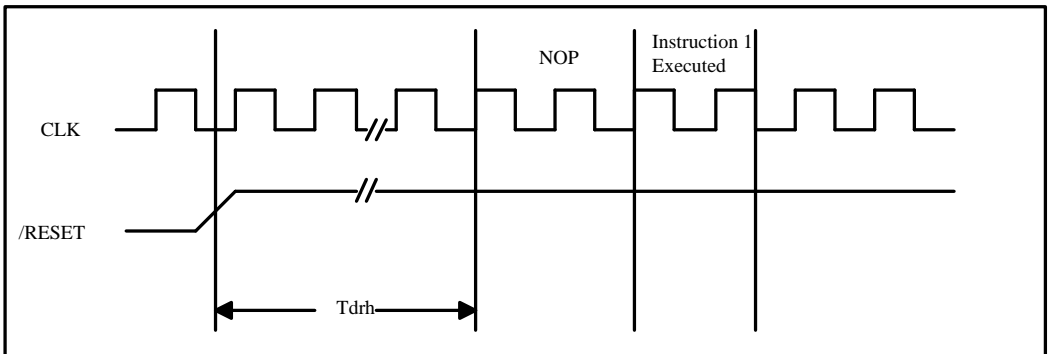 NOP
Instruction 1
Executed
CLK
/RESET
Tdrh